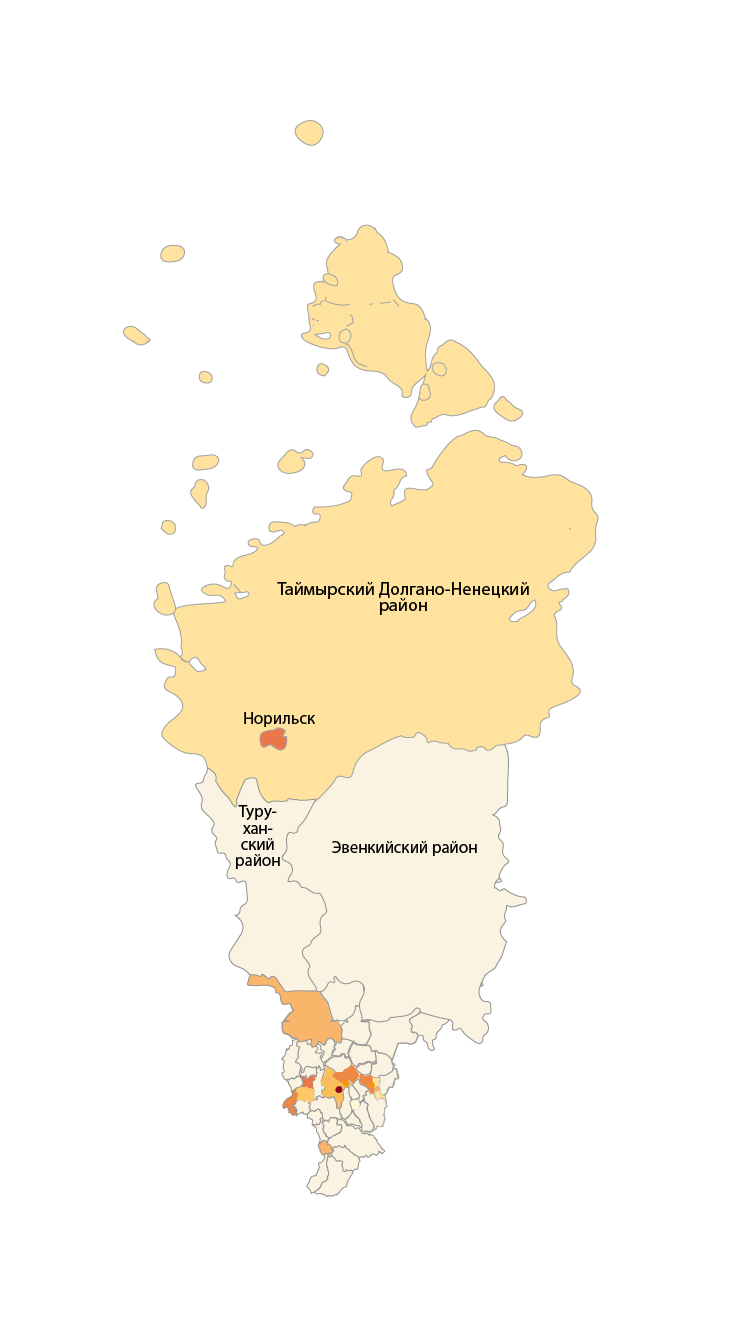 Таймырский Долгано-Ненецкий
район
Норильск
Туру-
хан-
ский
район
Эвенкийский район